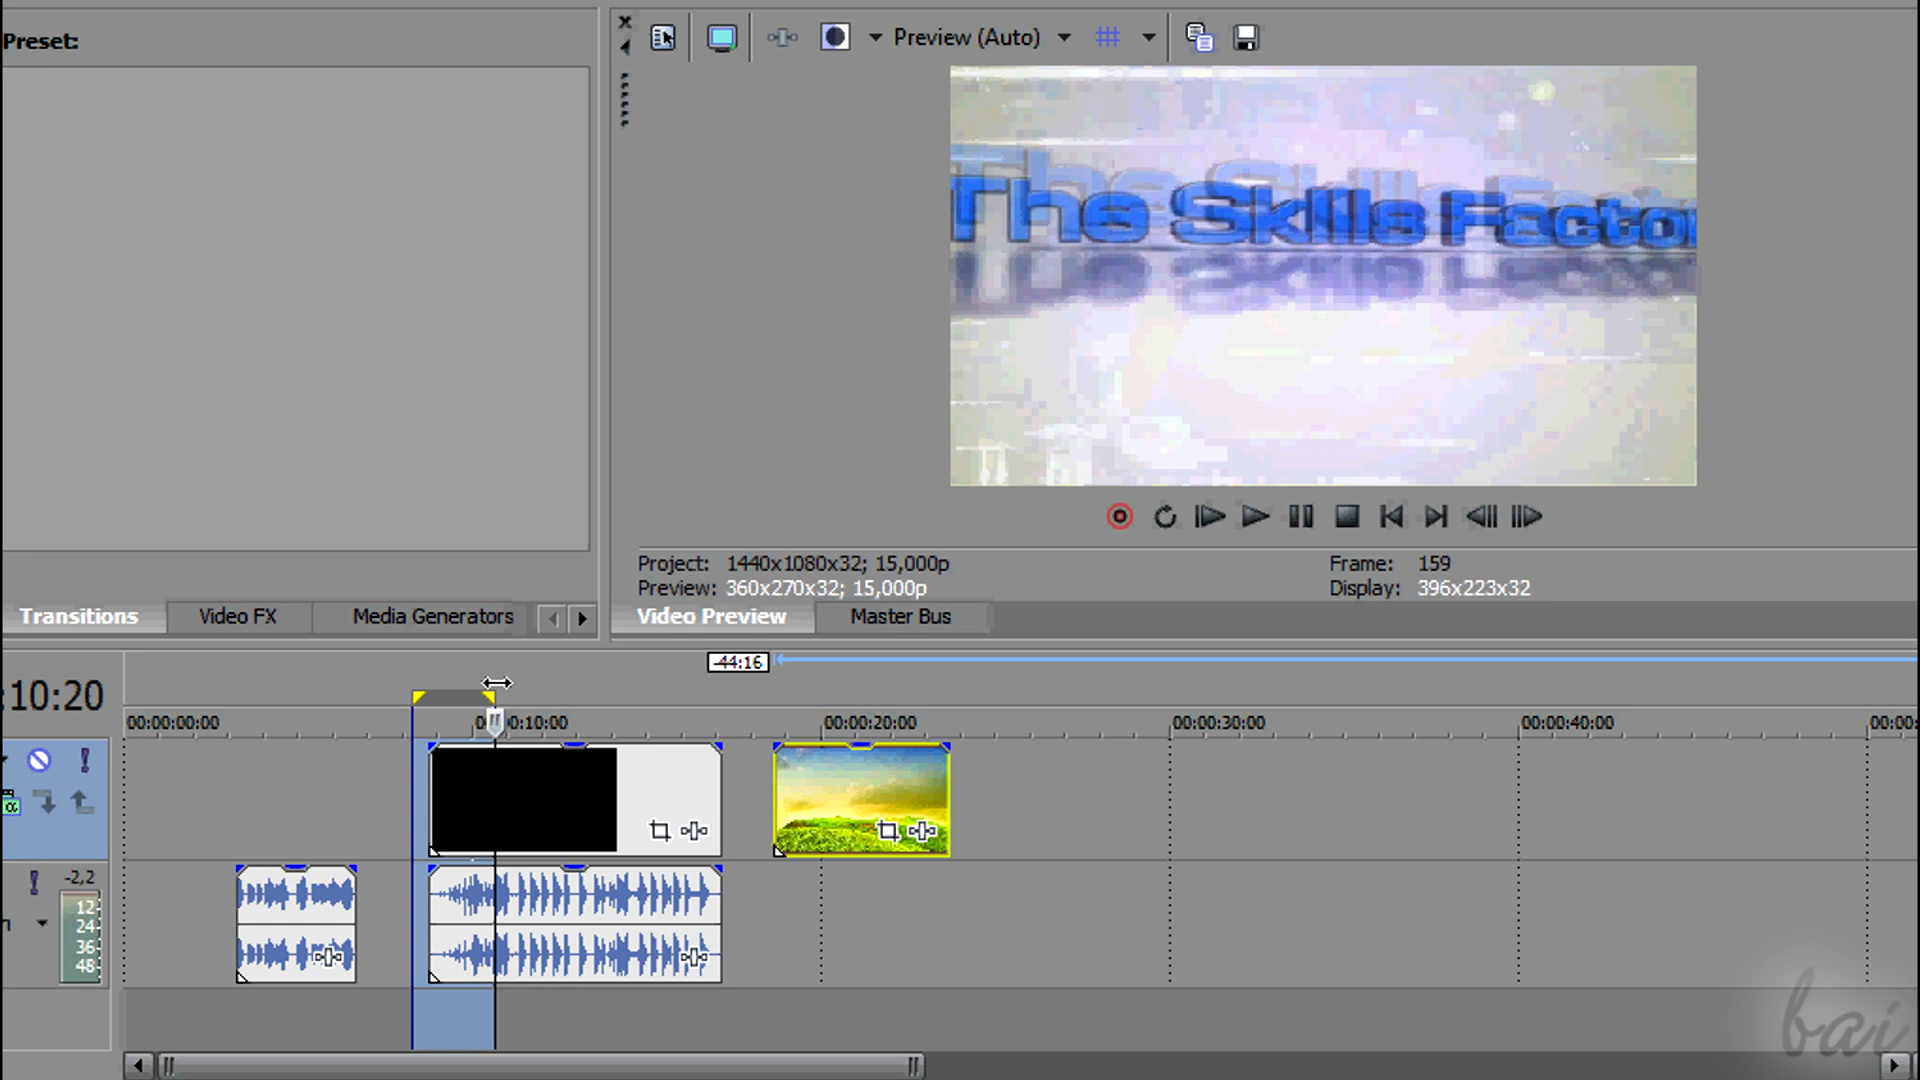 Preset:
Preview (Auto)
The Skills Factor
Project: 1440x1080x32; 15,000p
Frame: 159
Preview: 360x270x32; 15,000p
Display: 396x223x32
Transitions
Video FX
Media Generators
Video Preview
Master Bus
-44:16
:10:20
00:00:00:00
00:00:10:00
00:00:20:00
00:00:30:00
00:00:40:00
00:00:
-2,2
12
24
36
48
bai